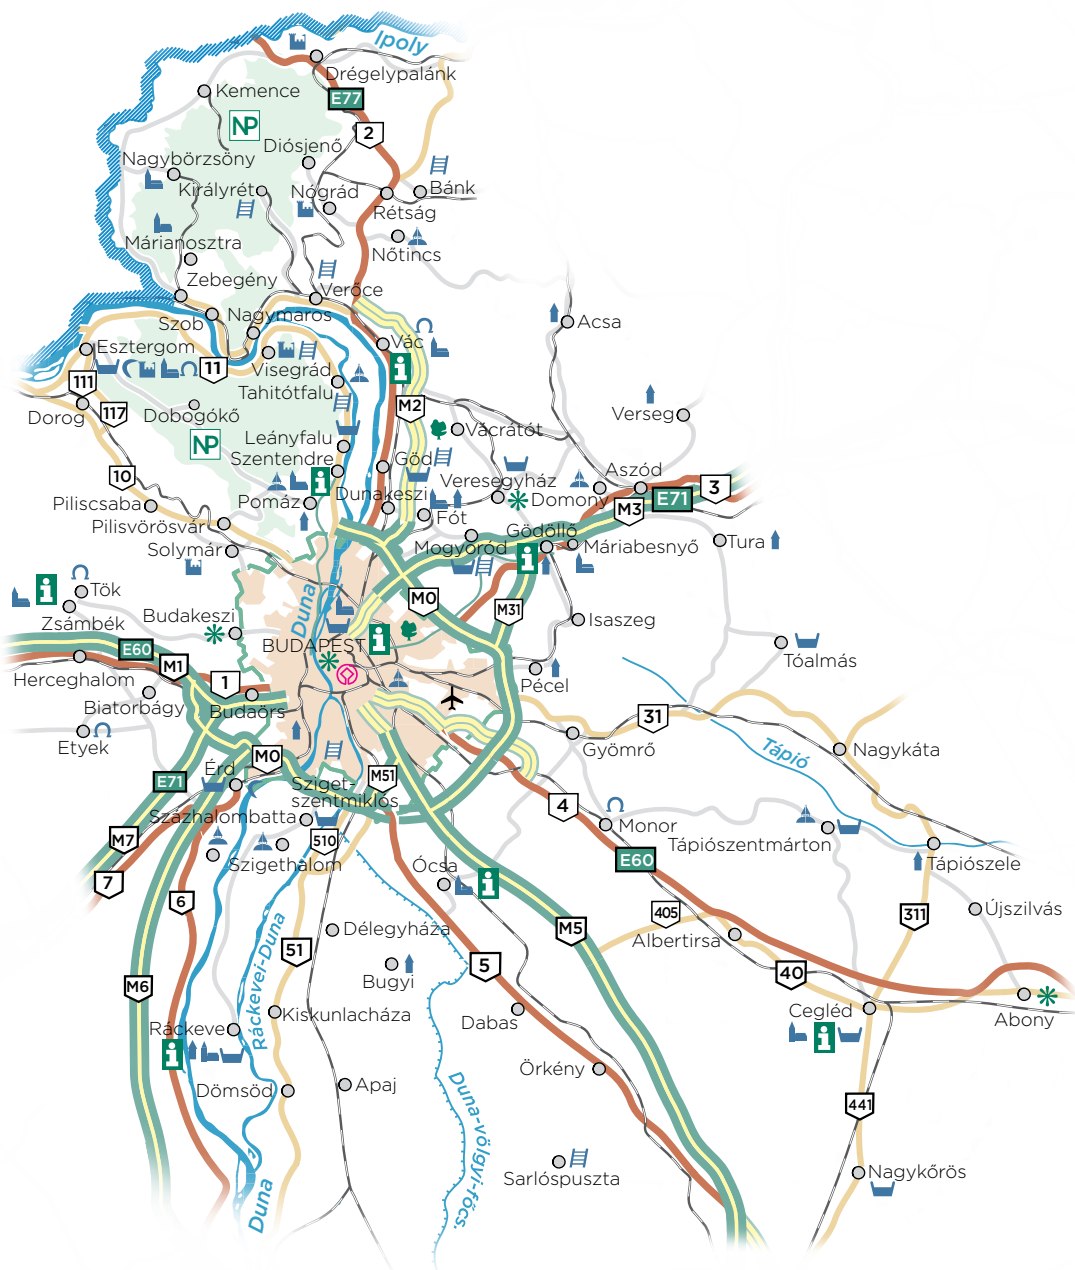 Ipoly
Drégelypalánk
Kemence
E77
NP
2
Diósjenő
Nagybörzsöny
Királyrét
Nógrád
Bánk
Rétság
Márianosztra
Nőtincs
Zebegény
Verőce
Szob
Nagymaros
Acsa
Vác
Esztergom
11
Visegrád
i
111
Tahitótfalu
M2
Dorog
117
Dobogókő
Verseg
Vácrátót
Leányfalu
NP
Szentendre
Göd
10
Veresegyház
Aszód
i
Dunakeszi
Domony
E71
3
Piliscsaba
Pomáz
M3
Pilisvörösvár
Fót
Gödöllő
Solymár
Mogyoród
i
Máriabesnyő
Tura
i
Tök
Zsámbék
Duna
M0
M31
Budakeszi
Isaszeg
BUDAPEST
i
E60
M1
Tóalmás
Herceghalom
1
Pécel
Biatorbágy
Budaörs
31
Etyek
Gyömrő
Tápió
Nagykáta
M0
Érd
E71
M51
Sziget-
szentmiklós
4
Százhalombatta
Monor
M7
510
Tápiószentmárton
Szigethalom
E60
Ócsa
Tápiószele
7
i
6
405
311
Újszilvás
Ráckevei-Duna
Délegyháza
M5
Albertirsa
51
5
40
Bugyi
M6
Cegléd
Abony
Kiskunlacháza
Dabas
Ráckeve
i
i
Örkény
Apaj
Dömsöd
441
Duna-völgyi-főcs.
Sarlóspuszta
Nagykőrös
Duna